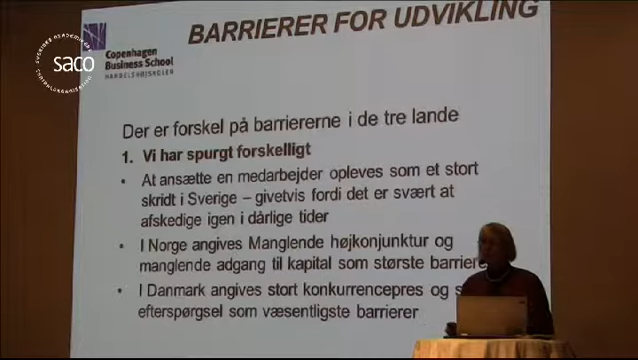 BARRIERER FOR UDVIKLING
SVERIGES AKADEMIKERS
saco
CENTRALORGANISATION
Copenhagen
Business School
HANDELSHØJSKOLEN
Der er forskel på barriererne i de tre lande
1. Vi har spurgt forskelligt
• At ansætte en medarbejder opleves som et stort
skridt i Sverige – givetvis fordi det er svært at
afskedige igen i dårlige tider
• I Norge angives Manglende højkonjunktur og
manglende adgang til kapital som største barriere
• I Danmark angives stort konkurrencepres og
efterspørgsel som væsentligste barrierer